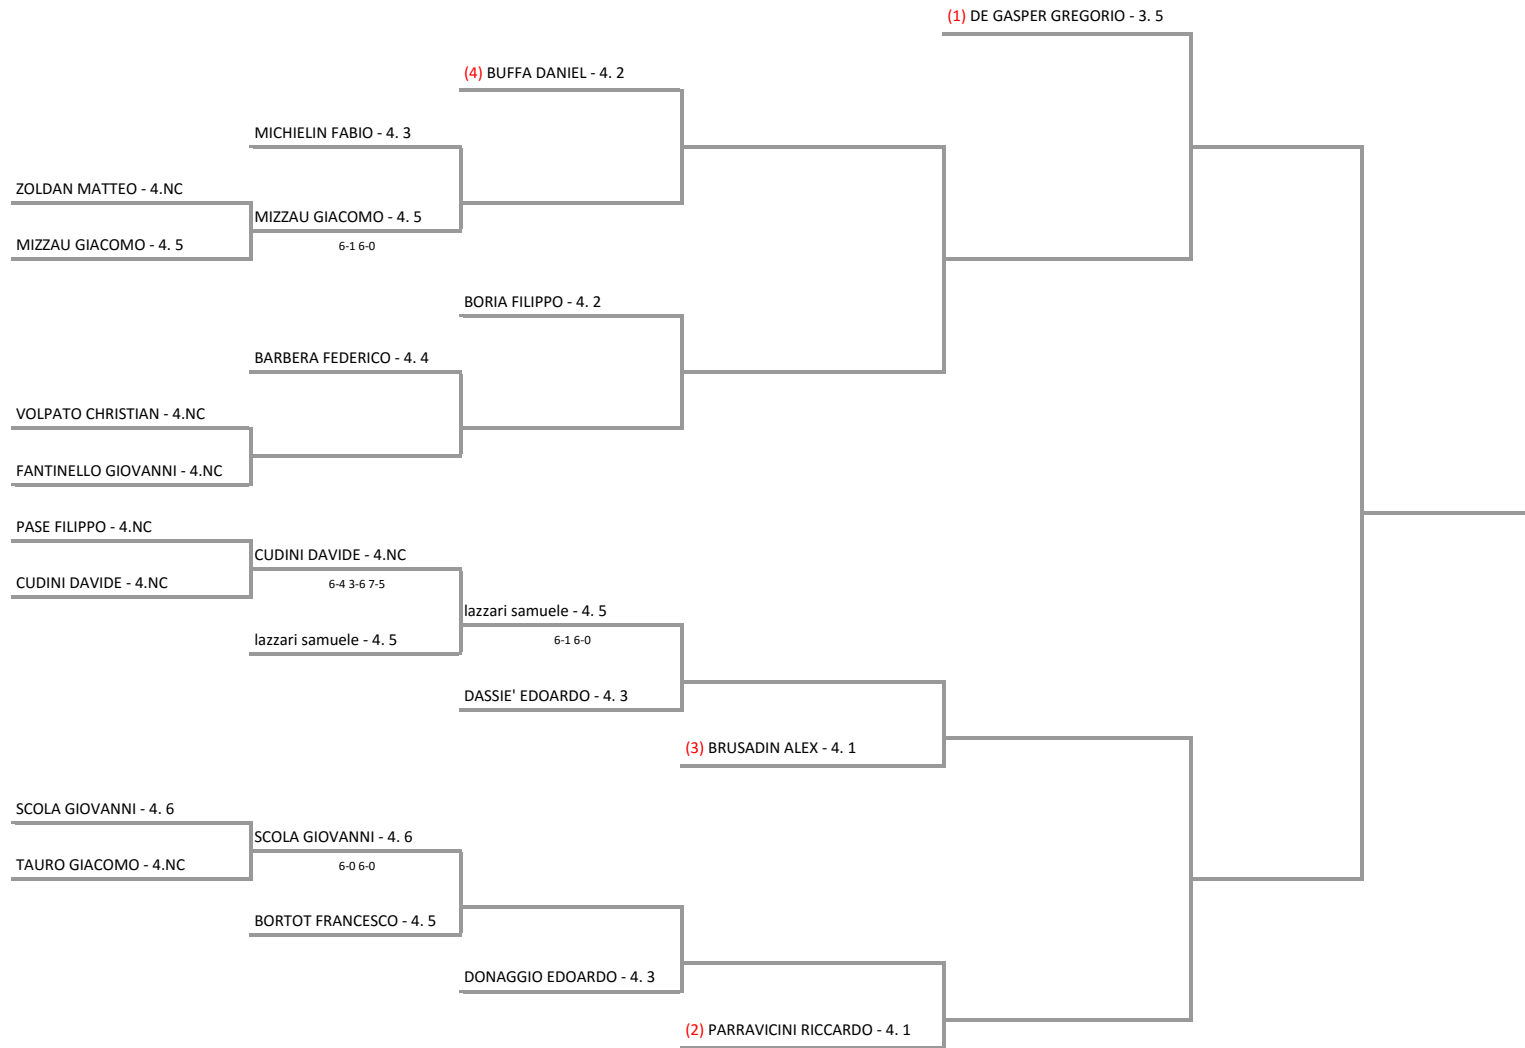 (1) DE GASPER GREGORIO - 3. 5
(4) BUFFA DANIEL - 4. 2
MICHIELIN FABIO - 4. 3
ZOLDAN MATTEO - 4.NC
MIZZAU GIACOMO - 4. 5
MIZZAU GIACOMO - 4. 5
6-1 6-0
BORIA FILIPPO - 4. 2
BARBERA FEDERICO - 4. 4
VOLPATO CHRISTIAN - 4.NC
FANTINELLO GIOVANNI - 4.NC
PASE FILIPPO - 4.NC
CUDINI DAVIDE - 4.NC
CUDINI DAVIDE - 4.NC
6-4 3-6 7-5
lazzari samuele - 4. 5
6-1 6-0
lazzari samuele - 4. 5
DASSIE' EDOARDO - 4. 3
(3) BRUSADIN ALEX - 4. 1
SCOLA GIOVANNI - 4. 6
SCOLA GIOVANNI - 4. 6
TAURO GIACOMO - 4.NC
6-0 6-0
BORTOT FRANCESCO - 4. 5
DONAGGIO EDOARDO - 4. 3
(2) PARRAVICINI RICCARDO - 4. 1